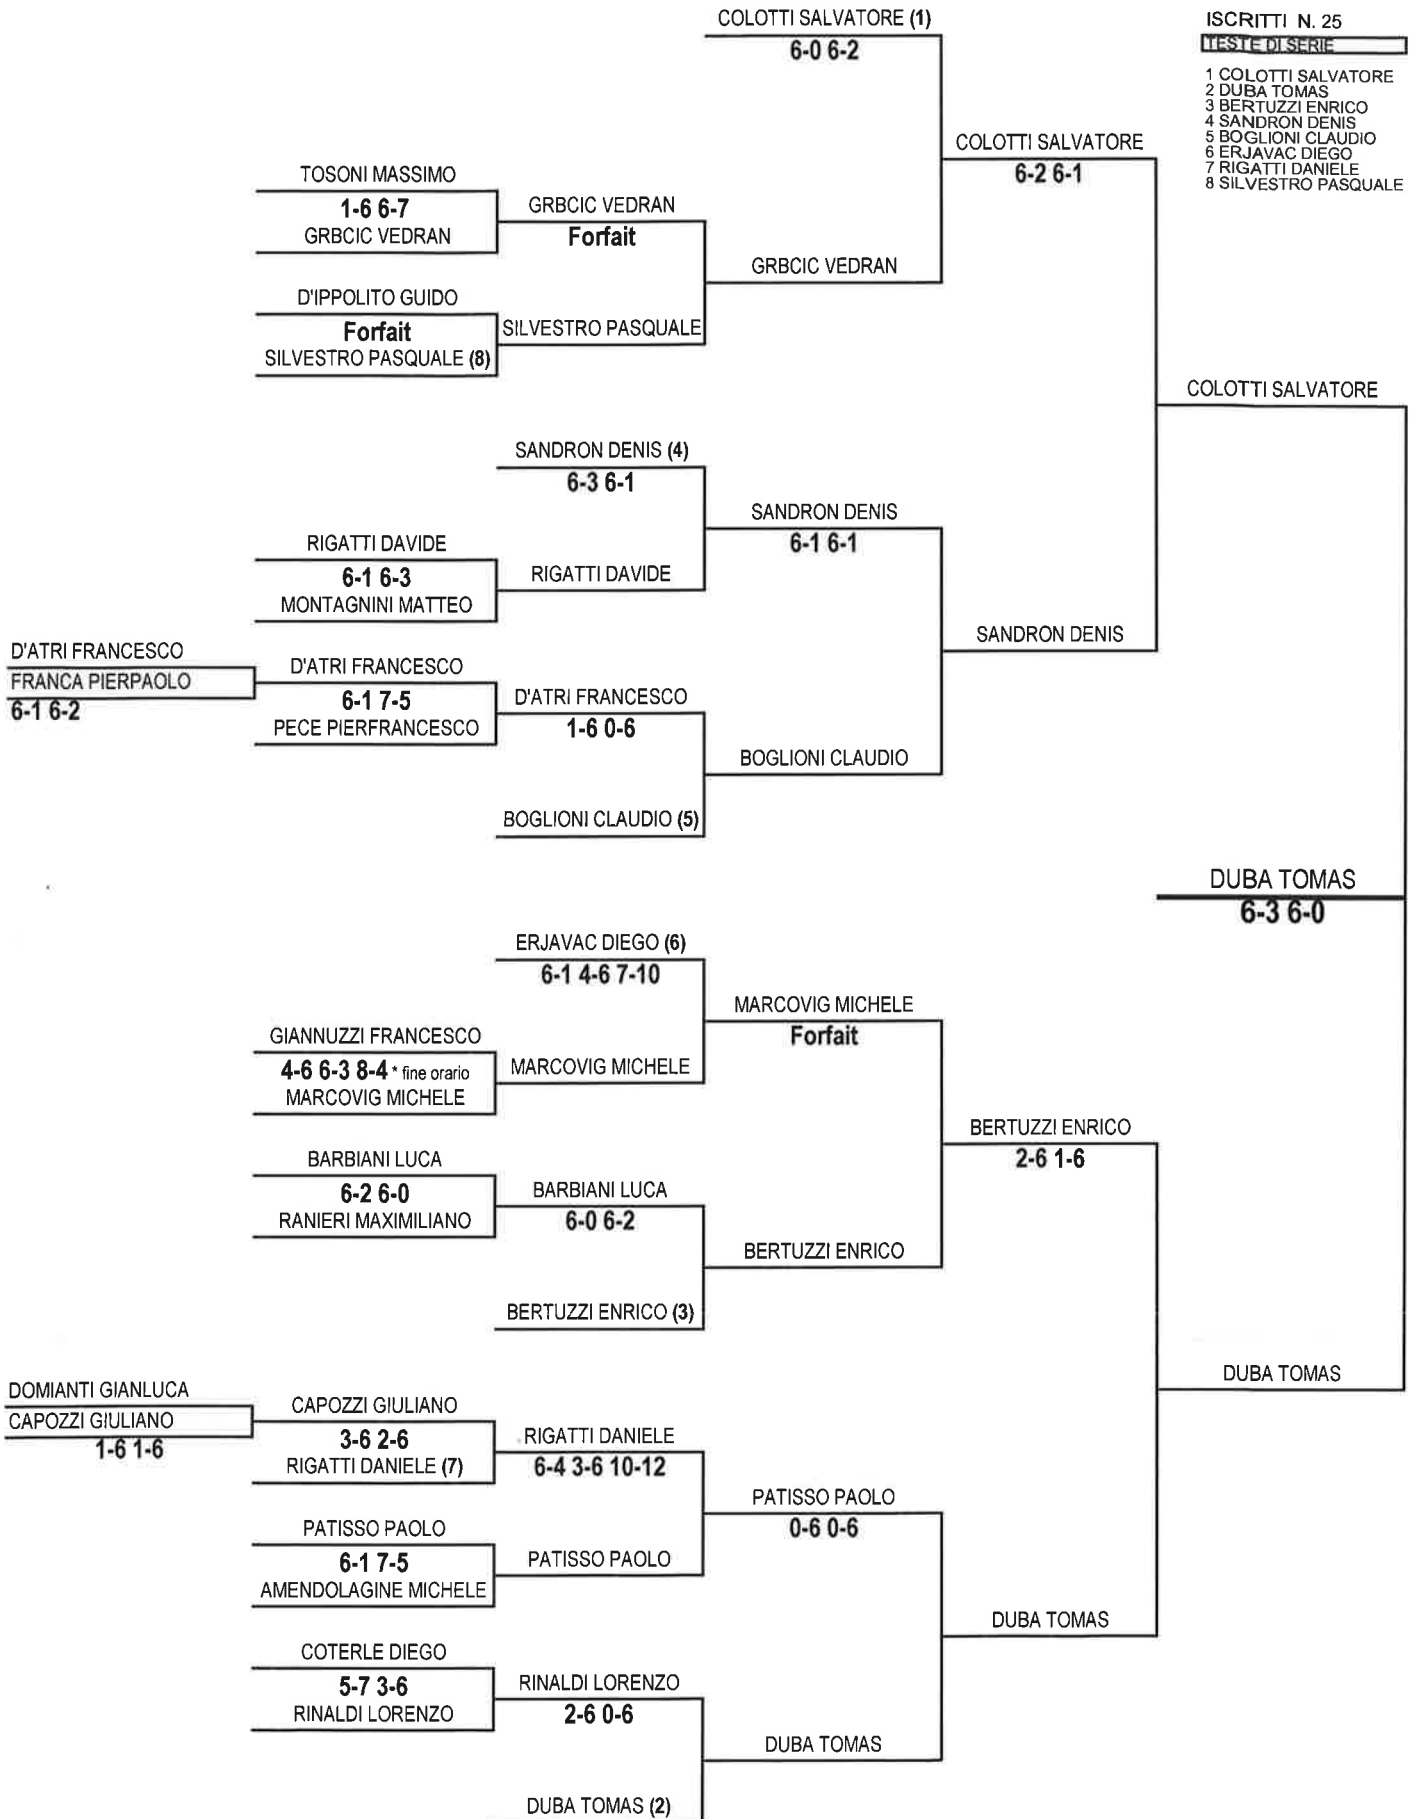 COLOTTI SALVATORE (1)
6-0 6-2
ISCRITTI N. 25
TESTE DI SERIE
1 COLOTTI SALVATORE
2 DUBA TOMAS
3 BERTUZZI ENRICO
4 SANDRON DENIS
5 BOGLIONI CLAUDIO
6 ERJAVAC DIEGO
7 RIGATTI DANIELE
8 SILVESTRO PASQUALE
COLOTTI SALVATORE
6-2 6-1
TOSONI MASSIMO
1-6 6-7
GRBCIC VEDRAN
GRBCIC VEDRAN
Forfait
GRBCIC VEDRAN
D'IPPOLITO GUIDO
Forfait
SILVESTRO PASQUALE (8)
SILVESTRO PASQUALE
COLOTTI SALVATORE
SANDRON DENIS (4)
6-3 6-1
SANDRON DENIS
6-1 6-1
RIGATTI DAVIDE
6-1 6-3
MONTAGNINI MATTEO
RIGATTI DAVIDE
SANDRON DENIS
D'ATRI FRANCESCO
FRANCA PIERPAOLO
6-1 6-2
D'ATRI FRANCESCO
6-1 7-5
PECE PIERFRANCESCO
D'ATRI FRANCESCO
1-6 0-6
BOGLIONI CLAUDIO
BOGLIONI CLAUDIO (5)
DUBA TOMAS
6-3 6-0
ERJAVAC DIEGO (6)
6-1 4-6 7-10
MARCOVIG MICHELE
Forfait
GIANNUZZI FRANCESCO
4-6 6-3 8-4 * fine orario
MARCOVIG MICHELE
MARCOVIG MICHELE
BERTUZZI ENRICO
2-6 1-6
BARBIANI LUCA
6-2 6-0
RANIERI MAXIMILIANO
BARBIANI LUCA
6-0 6-2
BERTUZZI ENRICO
BERTUZZI ENRICO (3)
DUBA TOMAS
DOMIANTI GIANLUCA
CAPOZZI GIULIANO
1-6 1-6
CAPOZZI GIULIANO
3-6 2-6
RIGATTI DANIELE (7)
RIGATTI DANIELE
6-4 3-6 10-12
PATISSO PAOLO
0-6 0-6
PATISSO PAOLO
6-1 7-5
AMENDOLAGINE MICHELE
PATISSO PAOLO
DUBA TOMAS
COTERLE DIEGO
5-7 3-6
RINALDI LORENZO
RINALDI LORENZO
2-6 0-6
DUBA TOMAS
DUBA TOMAS (2)